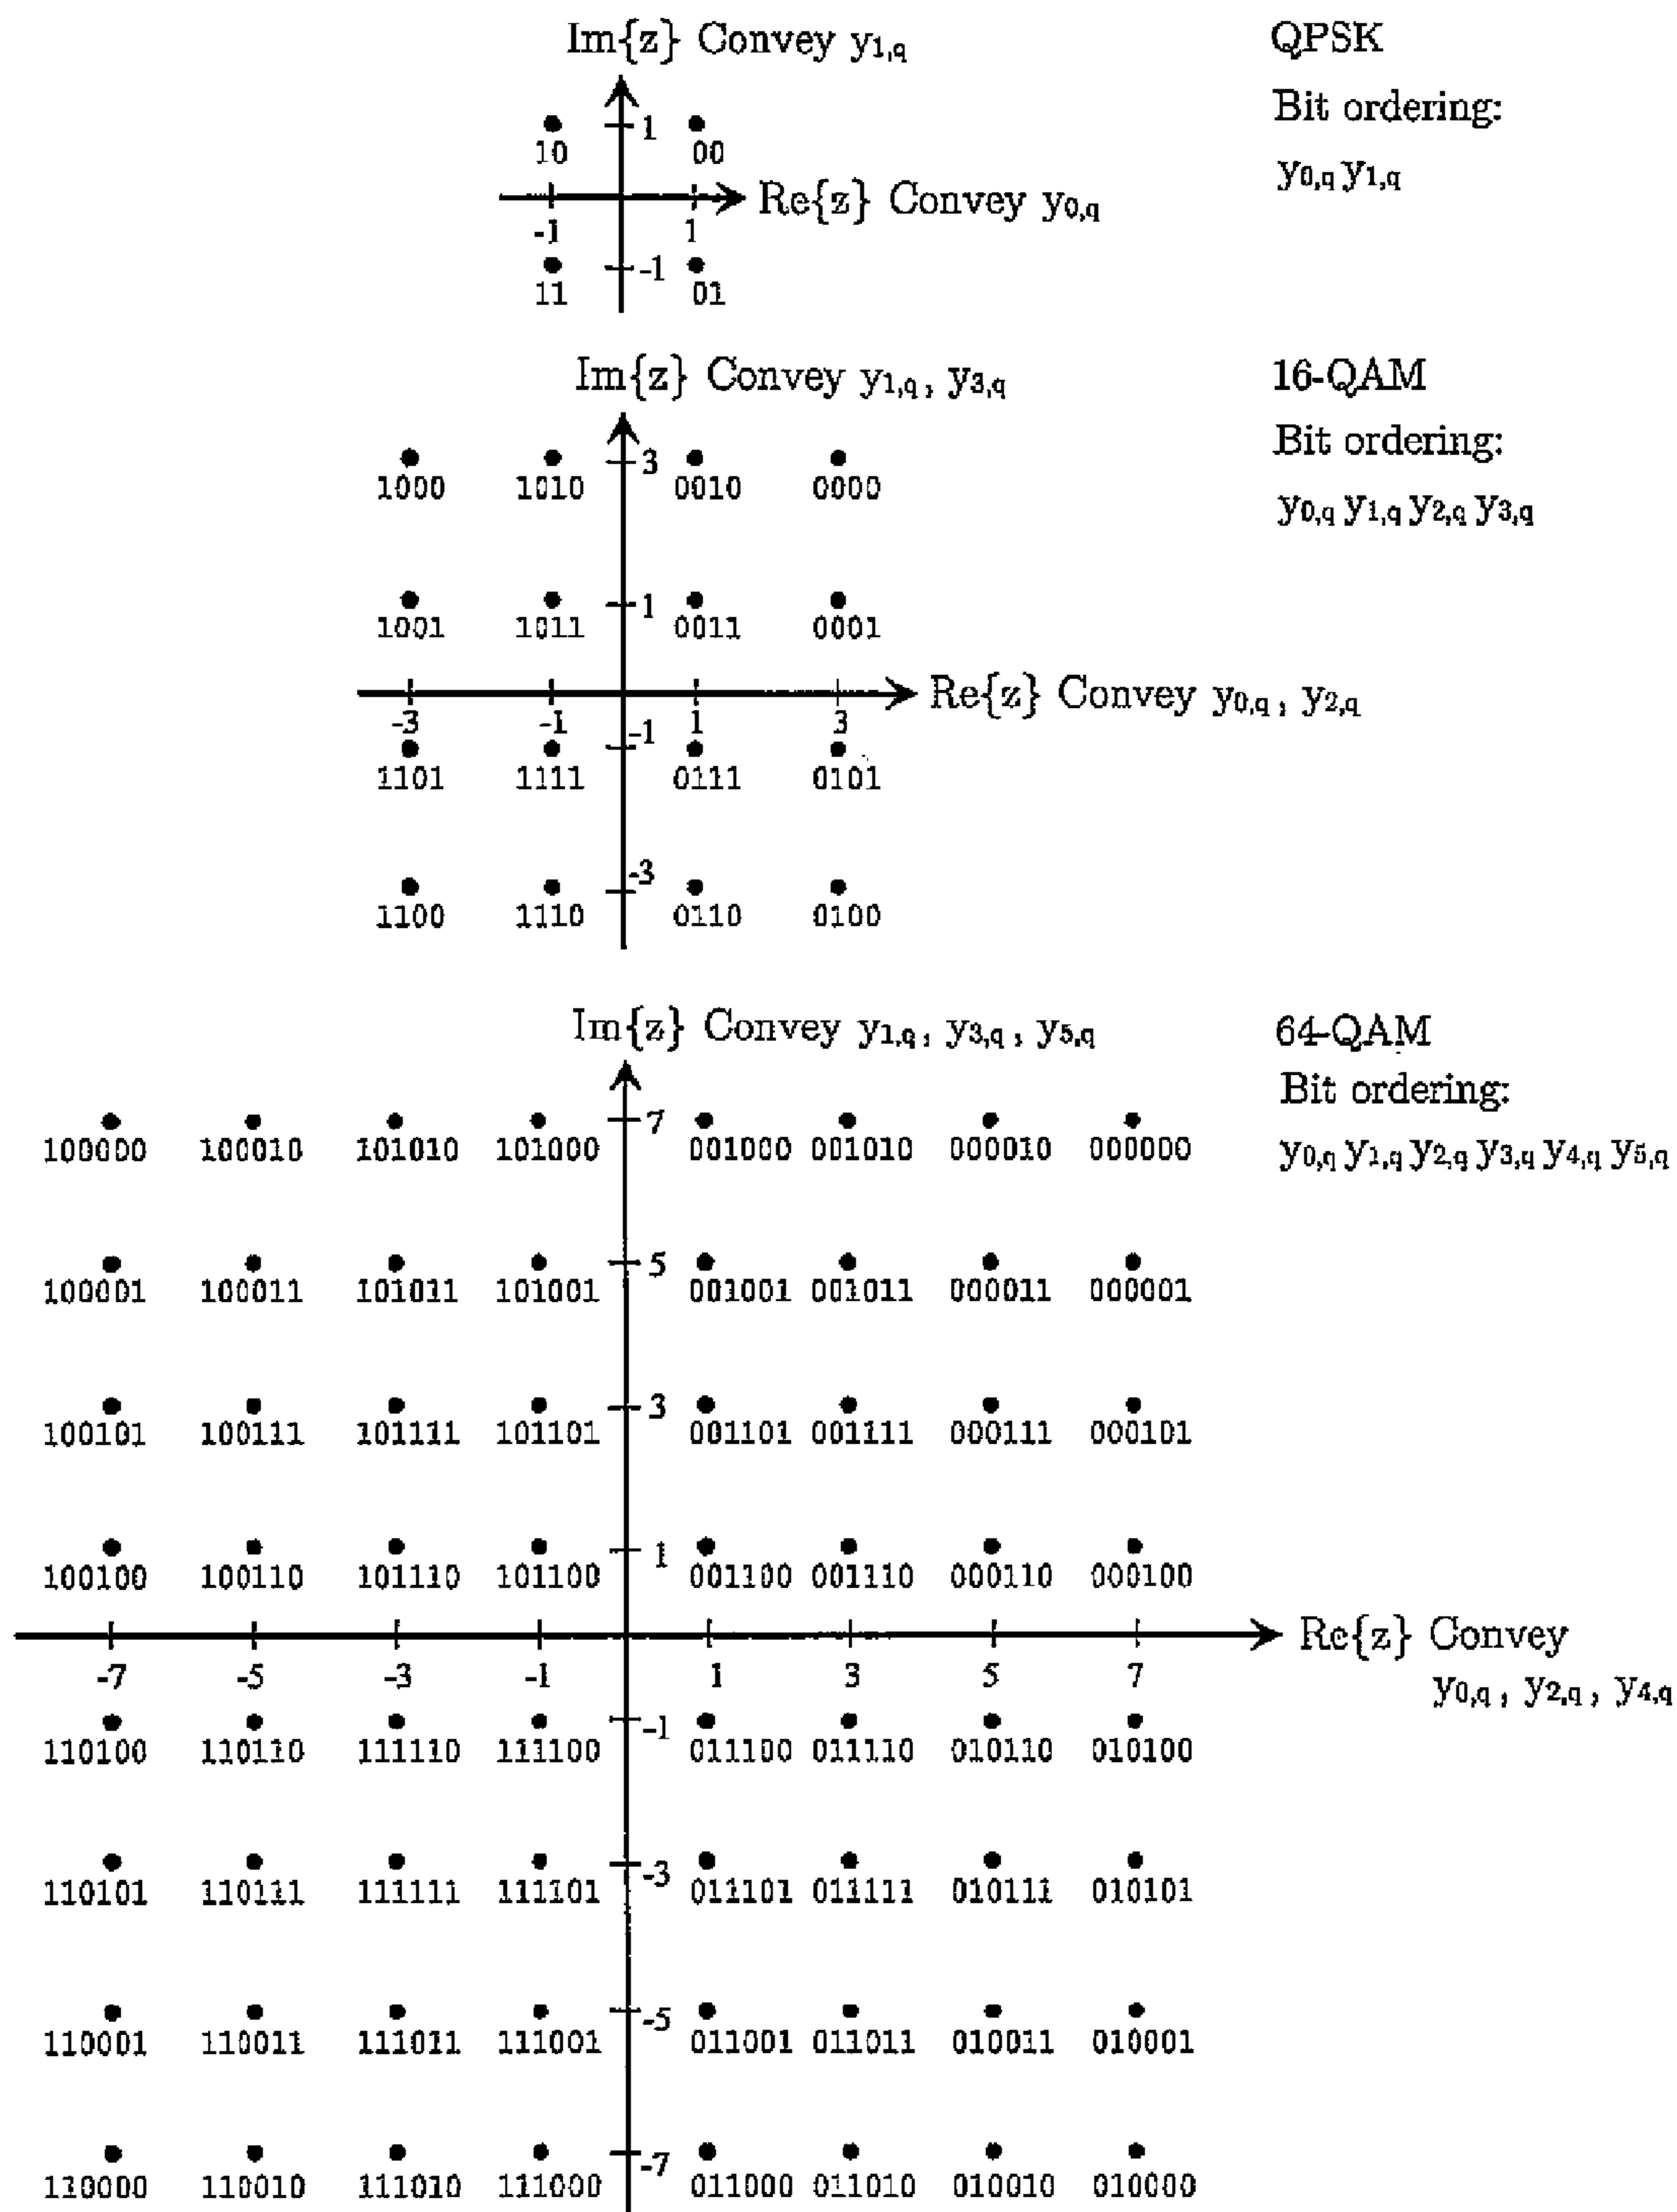 Im{z} Convey y1,q
QPSK
Bit ordering:
y0,q y1,q
1
10 00
Re{z} Convey y0,q
-1 1
-1
11 01
Im{z} Convey y1,q, y3,q
16-QAM
Bit ordering:
y0,q y1,q y2,q y3,q
3
1000 1010 0010 0000
1
1001 1011 0011 0001
Re{z} Convey y0,q, y2,q
-3 -1 1 3
-1
1101 1111 0111 0101
-3
1100 1110 0110 0100
Im{z} Convey y1,q, y3,q, y5,q
64-QAM
Bit ordering:
y0,q y1,q y2,q y3,q y4,q y5,q
7
100000 100010 101010 101000 001000 001010 000010 000000
5
100001 100011 101011 101001 001001 001011 000011 000001
3
100101 100111 101111 101101 001101 001111 000111 000101
1
100100 100110 101110 101100 001100 001110 000110 000100
Re{z} Convey
y0,q, y2,q, y4,q
-7 -5 -3 -1 1 3 5 7
-1
110100 110110 111110 111100 011100 011110 010110 010100
-3
110101 110111 111111 111101 011101 011111 010111 010101
-5
110001 110011 111011 111001 011001 011011 010011 010001
-7
110000 110010 111010 111000 011000 011010 010010 010000